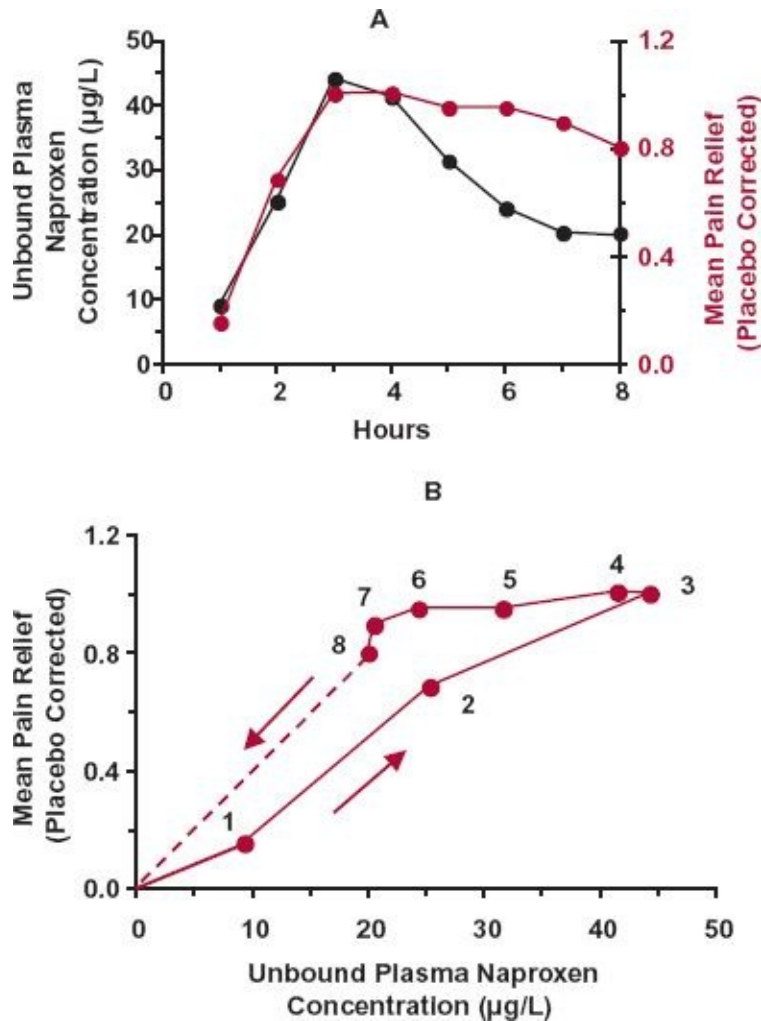 A
Unbound Plasma
Naproxen
Concentration (µg/L)
50
40
30
20
10
0
1.2
0.8
0.4
0.0
Mean Pain Relief
(Placebo Corrected)
0
2
4
6
8
Hours
B
Mean Pain Relief
(Placebo Corrected)
1.2
0.8
0.4
0.0
1
2
3
4
5
6
7
8
0
10
20
30
40
50
Unbound Plasma Naproxen
Concentration (µg/L)